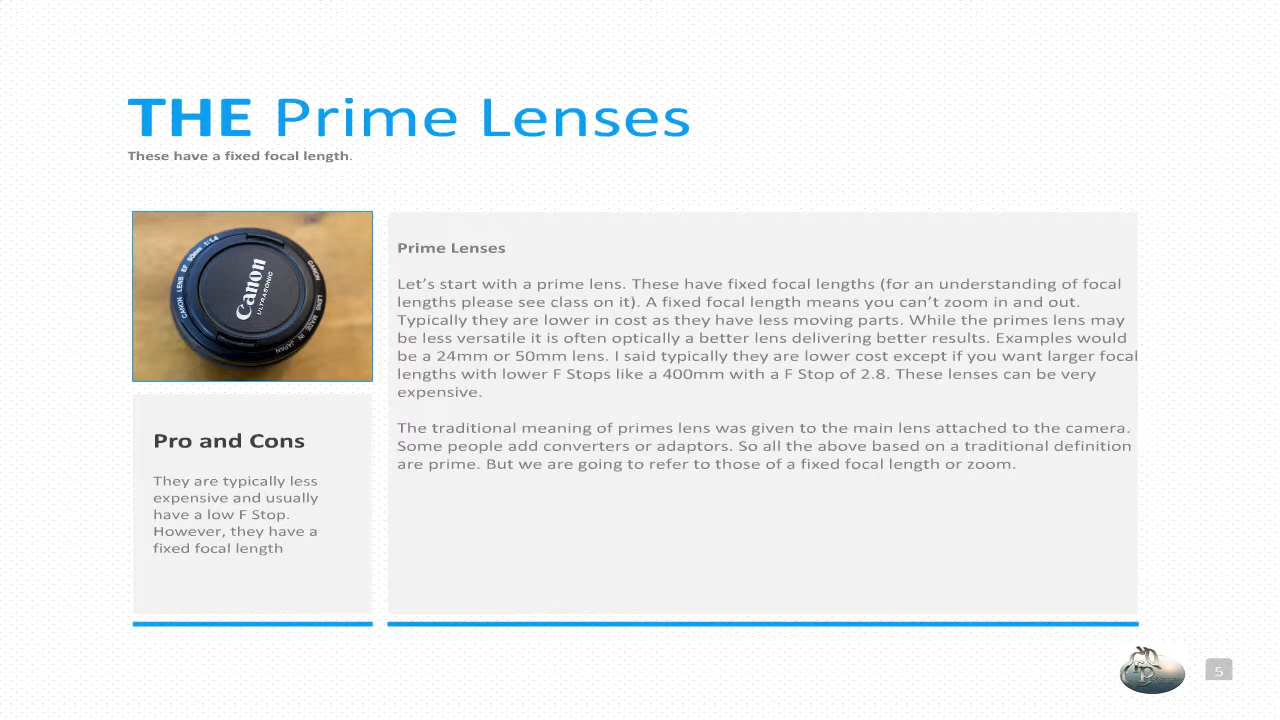 THE Prime Lenses
These have a fixed focal length.
CANON LENS EF 50mm f/1.4
Canon
ULTRASONIC
CANON LENS MADE IN JAPAN
Prime Lenses
Let's start with a prime lens. These have fixed focal lengths (for an understanding of focal
lengths please see class on it). A fixed focal length means you can't zoom in and out.
Typically they are lower in cost as they have less moving parts. While the primes lens may
be less versatile it is often optically a better lens delivering better results. Examples would
be a 24mm or 50mm lens. I said typically they are lower cost except if you want larger focal
lengths with lower F Stops like a 400mm with a F Stop of 2.8. These lenses can be very
expensive.
The traditional meaning of primes lens was given to the main lens attached to the camera.
Some people add converters or adaptors. So all the above based on a traditional definition
are prime. But we are going to refer to those of a fixed focal length or zoom.
Pro and Cons
They are typically less
expensive and usually
have a low F Stop.
However, they have a
fixed focal length
5